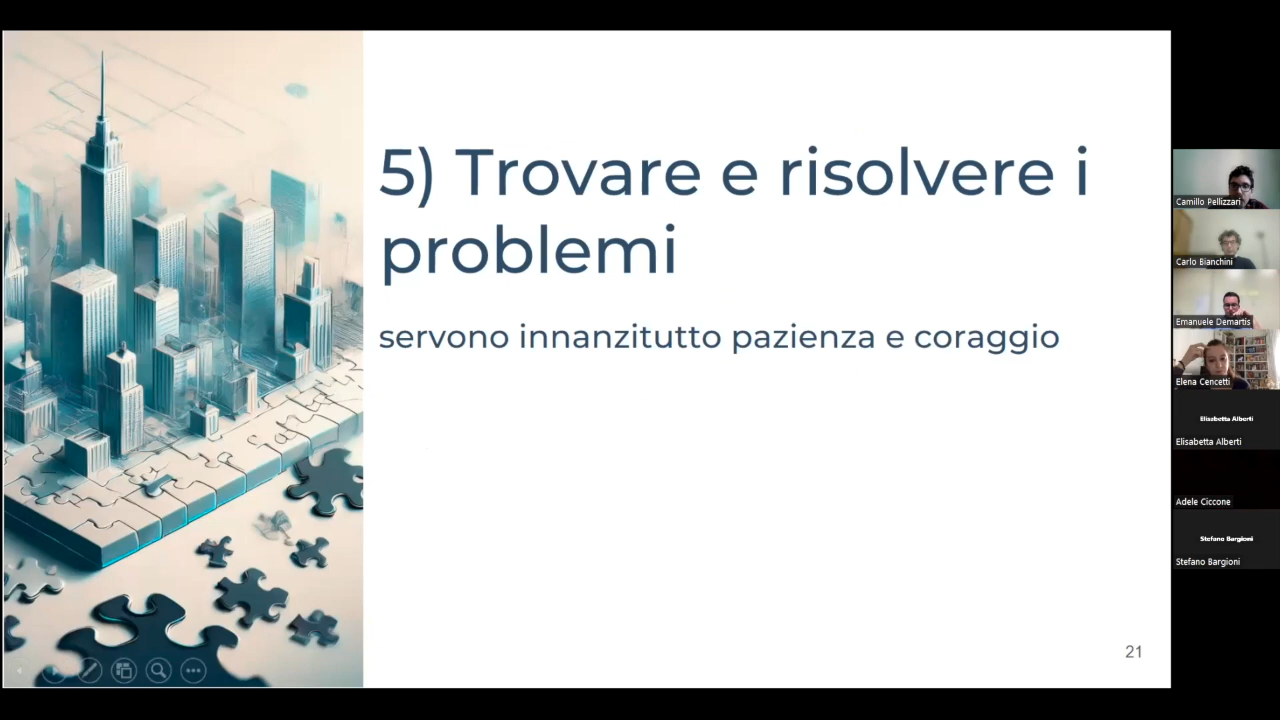 5) Trovare e risolvere i
problemi
servono innanzitutto pazienza e coraggio
21
Camillo Pellizzari
Carlo Bianchini
Emanuele Demartis
Elena Cencetti
Elisabetta Alberti
Elisabetta Alberti
Adele Ciccone
Stefano Bargioni
Stefano Bargioni